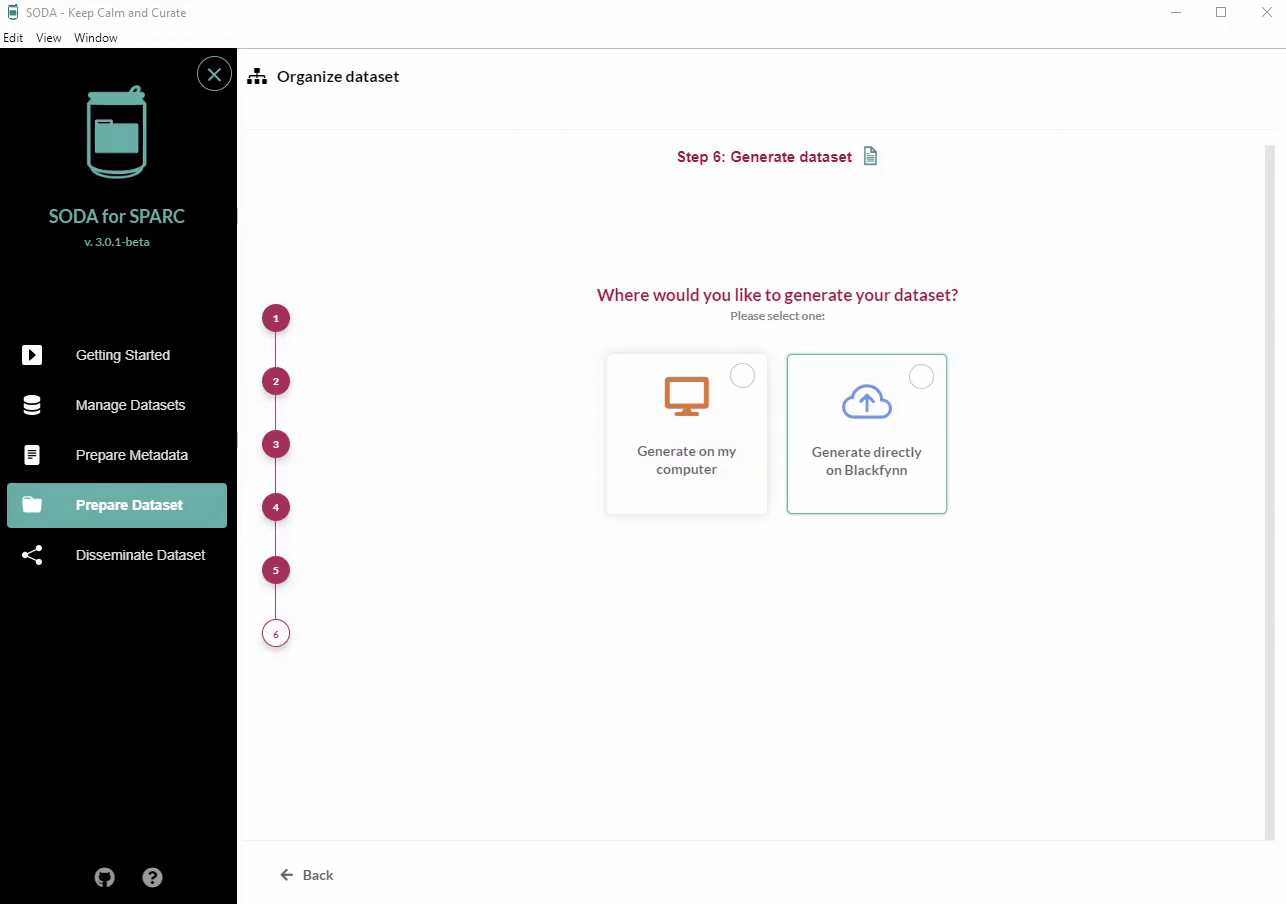 SODA - Keep Calm and Curate
Edit View Window
SODA for SPARC
v. 3.0.1-beta
Getting Started
Manage Datasets
Prepare Metadata
Prepare Dataset
Disseminate Dataset
?
Organize dataset
Step 6: Generate dataset
1
2
3
4
5
6
Where would you like to generate your dataset?
Please select one:
Generate on my
computer
Generate directly
on Blackfynn
Back